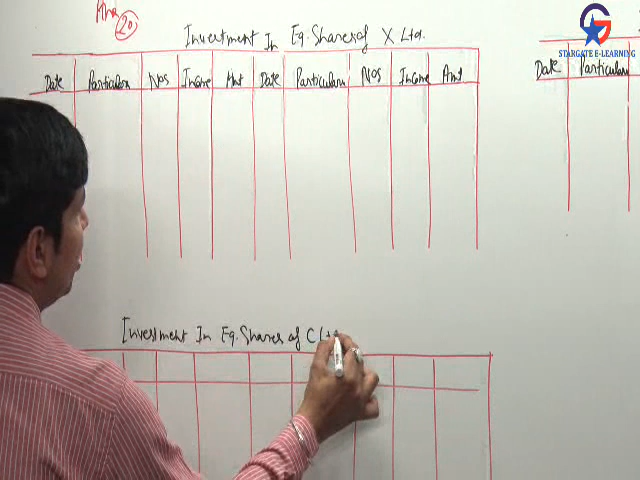 Ans 20
Investment In Eq. Shares of X Ltd.
Date Particulars Nos Income Amt Date Particulars Nos Income Amt
Investment In Eq. Shares of C Ltd
STARGATE E-LEARNING
Date Particulars